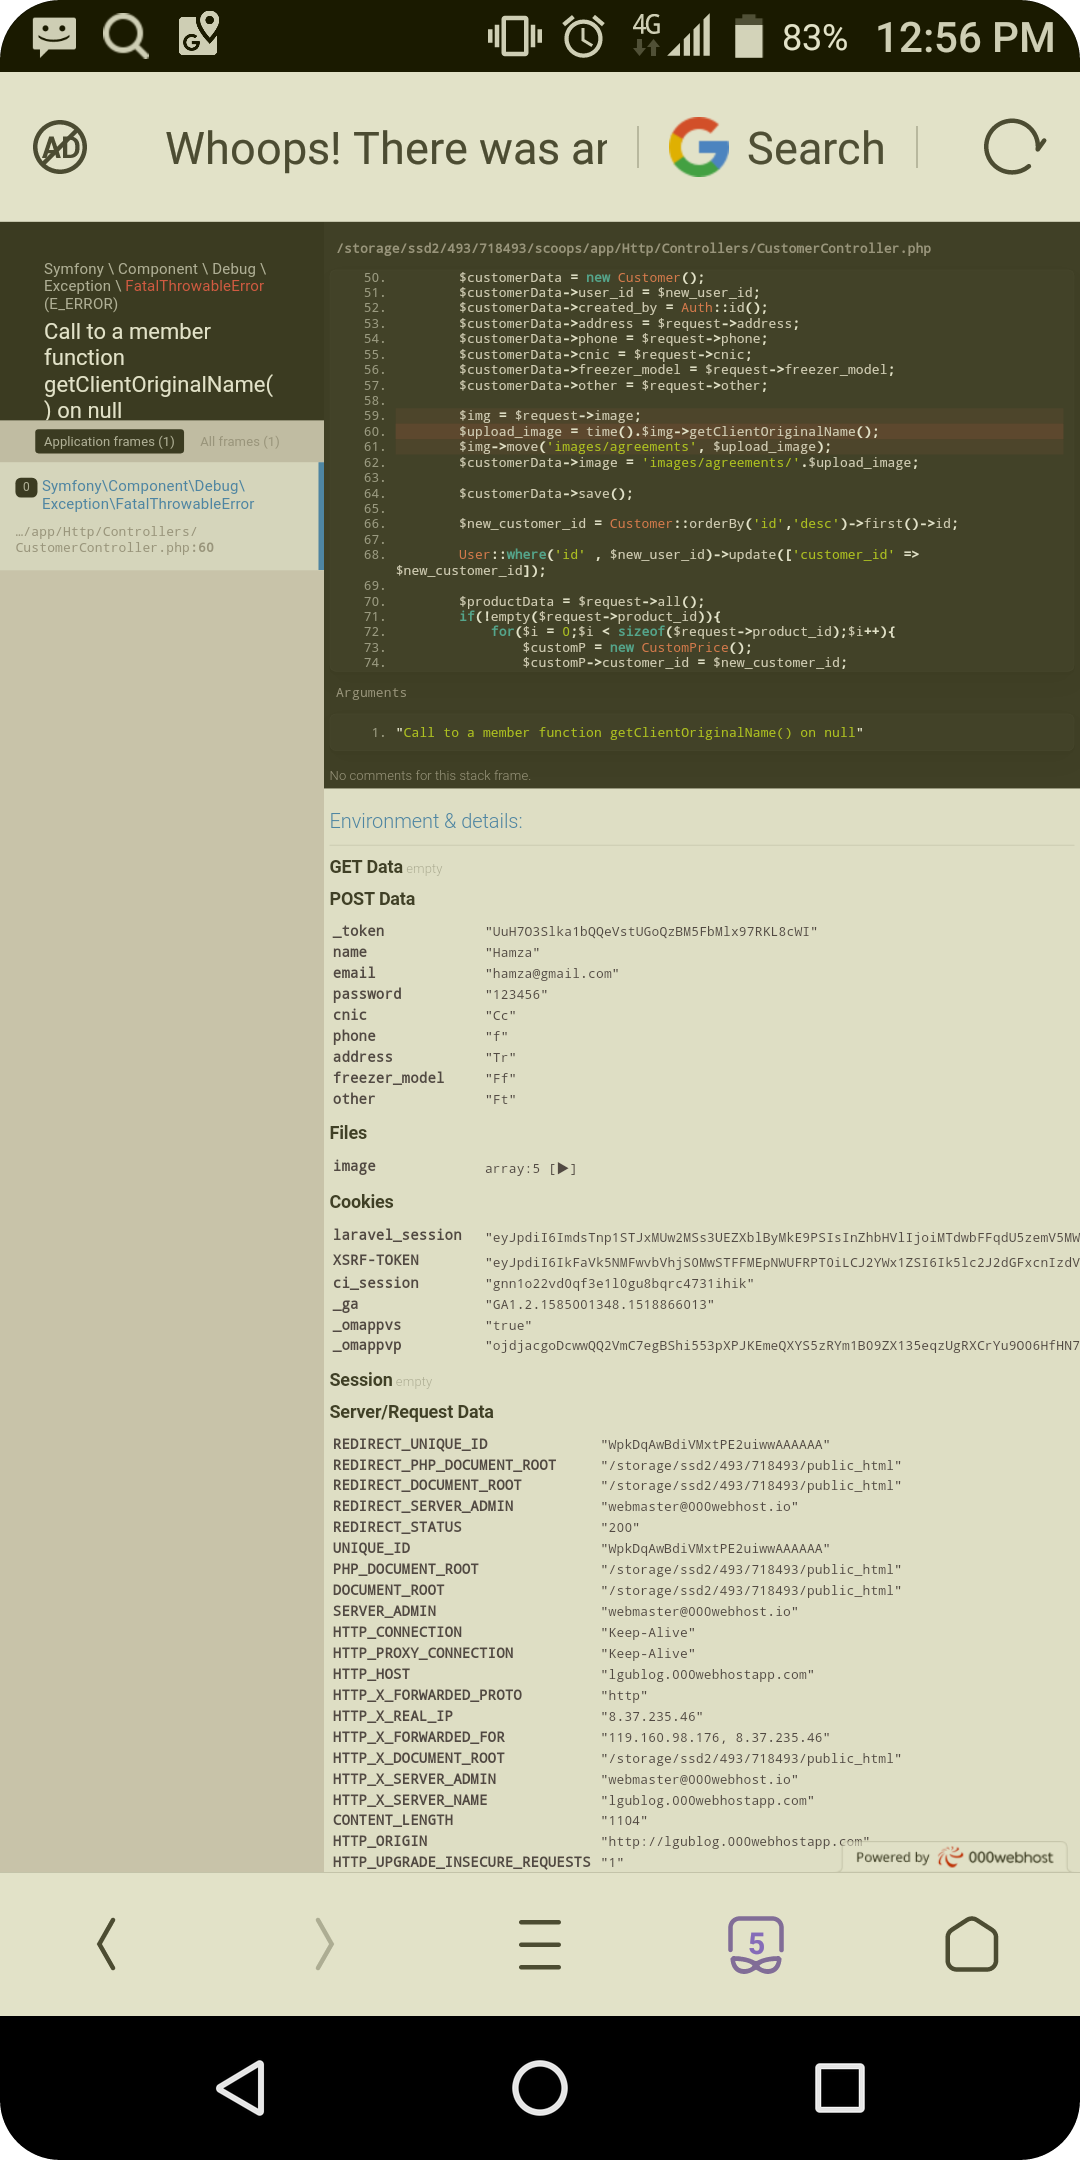 4G 83% 12:56 PM
AD Whoops! There was an Search
Symfony \ Component \ Debug \
Exception \ FatalThrowableError
(E_ERROR)
Call to a member
function
getClientOriginalName(
) on null
Application frames (1) All frames (1)
0 Symfony\Component\Debug\
Exception\FatalThrowableError
…/app/Http/Controllers/
CustomerController.php:60
/storage/ssd2/493/718493/scoops/app/Http/Controllers/CustomerController.php
50. $customerData = new Customer();
51. $customerData->user_id = $new_user_id;
52. $customerData->created_by = Auth::id();
53. $customerData->address = $request->address;
54. $customerData->phone = $request->phone;
55. $customerData->cnic = $request->cnic;
56. $customerData->freezer_model = $request->freezer_model;
57. $customerData->other = $request->other;
58.
59. $img = $request->image;
60. $upload_image = time().$img->getClientOriginalName();
61. $img->move('images/agreements', $upload_image);
62. $customerData->image = 'images/agreements/'.$upload_image;
63.
64. $customerData->save();
65.
66. $new_customer_id = Customer::orderBy('id','desc')->first()->id;
67.
68. User::where('id' , $new_user_id)->update(['customer_id' =>
$new_customer_id]);
69.
70. $productData = $request->all();
71. if(!empty($request->product_id)){
72. for($i = 0;$i < sizeof($request->product_id);$i++){
73. $customP = new CustomPrice();
74. $customP->customer_id = $new_customer_id;
Arguments
1. "Call to a member function getClientOriginalName() on null"
No comments for this stack frame.
Environment & details:
GET Data empty
POST Data
_token "UuH7O3Slka1bQQeVstUGoQzBM5FbMlx97RKL8cWI"
name "Hamza"
email "hamza@gmail.com"
password "123456"
cnic "Cc"
phone "f"
address "Tr"
freezer_model "Ff"
other "Ft"
Files
image array:5 [▶]
Cookies
laravel_session "eyJpdiI6ImdsTnp1STJxMUw2MSs3UEZXblByMkE9PSIsInZhbHVlIjoiMTdwbFFqdU5zemV5MW
XSRF-TOKEN "eyJpdiI6IkFaVk5NMFwvbVhjS0MwSTFFMEpNWUFRPT0iLCJ2YWx1ZSI6Ik5lc2J2dGFxcnIzdV
ci_session "gnn1o22vd0qf3e1l0gu8bqrc4731ihik"
_ga "GA1.2.1585001348.1518866013"
_omappvs "true"
_omappvp "ojdjacgoDcwwQQ2VmC7egBShi553pXPJKEmeQXYS5zRYm1B09ZX135eqzUgRXCrYu9O06HfHN7
Session empty
Server/Request Data
REDIRECT_UNIQUE_ID "WpkDqAwBdiVMxtPE2uiwwAAAAAA"
REDIRECT_PHP_DOCUMENT_ROOT "/storage/ssd2/493/718493/public_html"
REDIRECT_DOCUMENT_ROOT "/storage/ssd2/493/718493/public_html"
REDIRECT_SERVER_ADMIN "webmaster@000webhost.io"
REDIRECT_STATUS "200"
UNIQUE_ID "WpkDqAwBdiVMxtPE2uiwwAAAAAA"
PHP_DOCUMENT_ROOT "/storage/ssd2/493/718493/public_html"
DOCUMENT_ROOT "/storage/ssd2/493/718493/public_html"
SERVER_ADMIN "webmaster@000webhost.io"
HTTP_CONNECTION "Keep-Alive"
HTTP_PROXY_CONNECTION "Keep-Alive"
HTTP_HOST "lgublog.000webhostapp.com"
HTTP_X_FORWARDED_PROTO "http"
HTTP_X_REAL_IP "8.37.235.46"
HTTP_X_FORWARDED_FOR "119.160.98.176, 8.37.235.46"
HTTP_X_DOCUMENT_ROOT "/storage/ssd2/493/718493/public_html"
HTTP_X_SERVER_ADMIN "webmaster@000webhost.io"
HTTP_X_SERVER_NAME "lgublog.000webhostapp.com"
CONTENT_LENGTH "1104"
HTTP_ORIGIN "http://lgublog.000webhostapp.com"
HTTP_UPGRADE_INSECURE_REQUESTS "1"
Powered by 000webhost
5